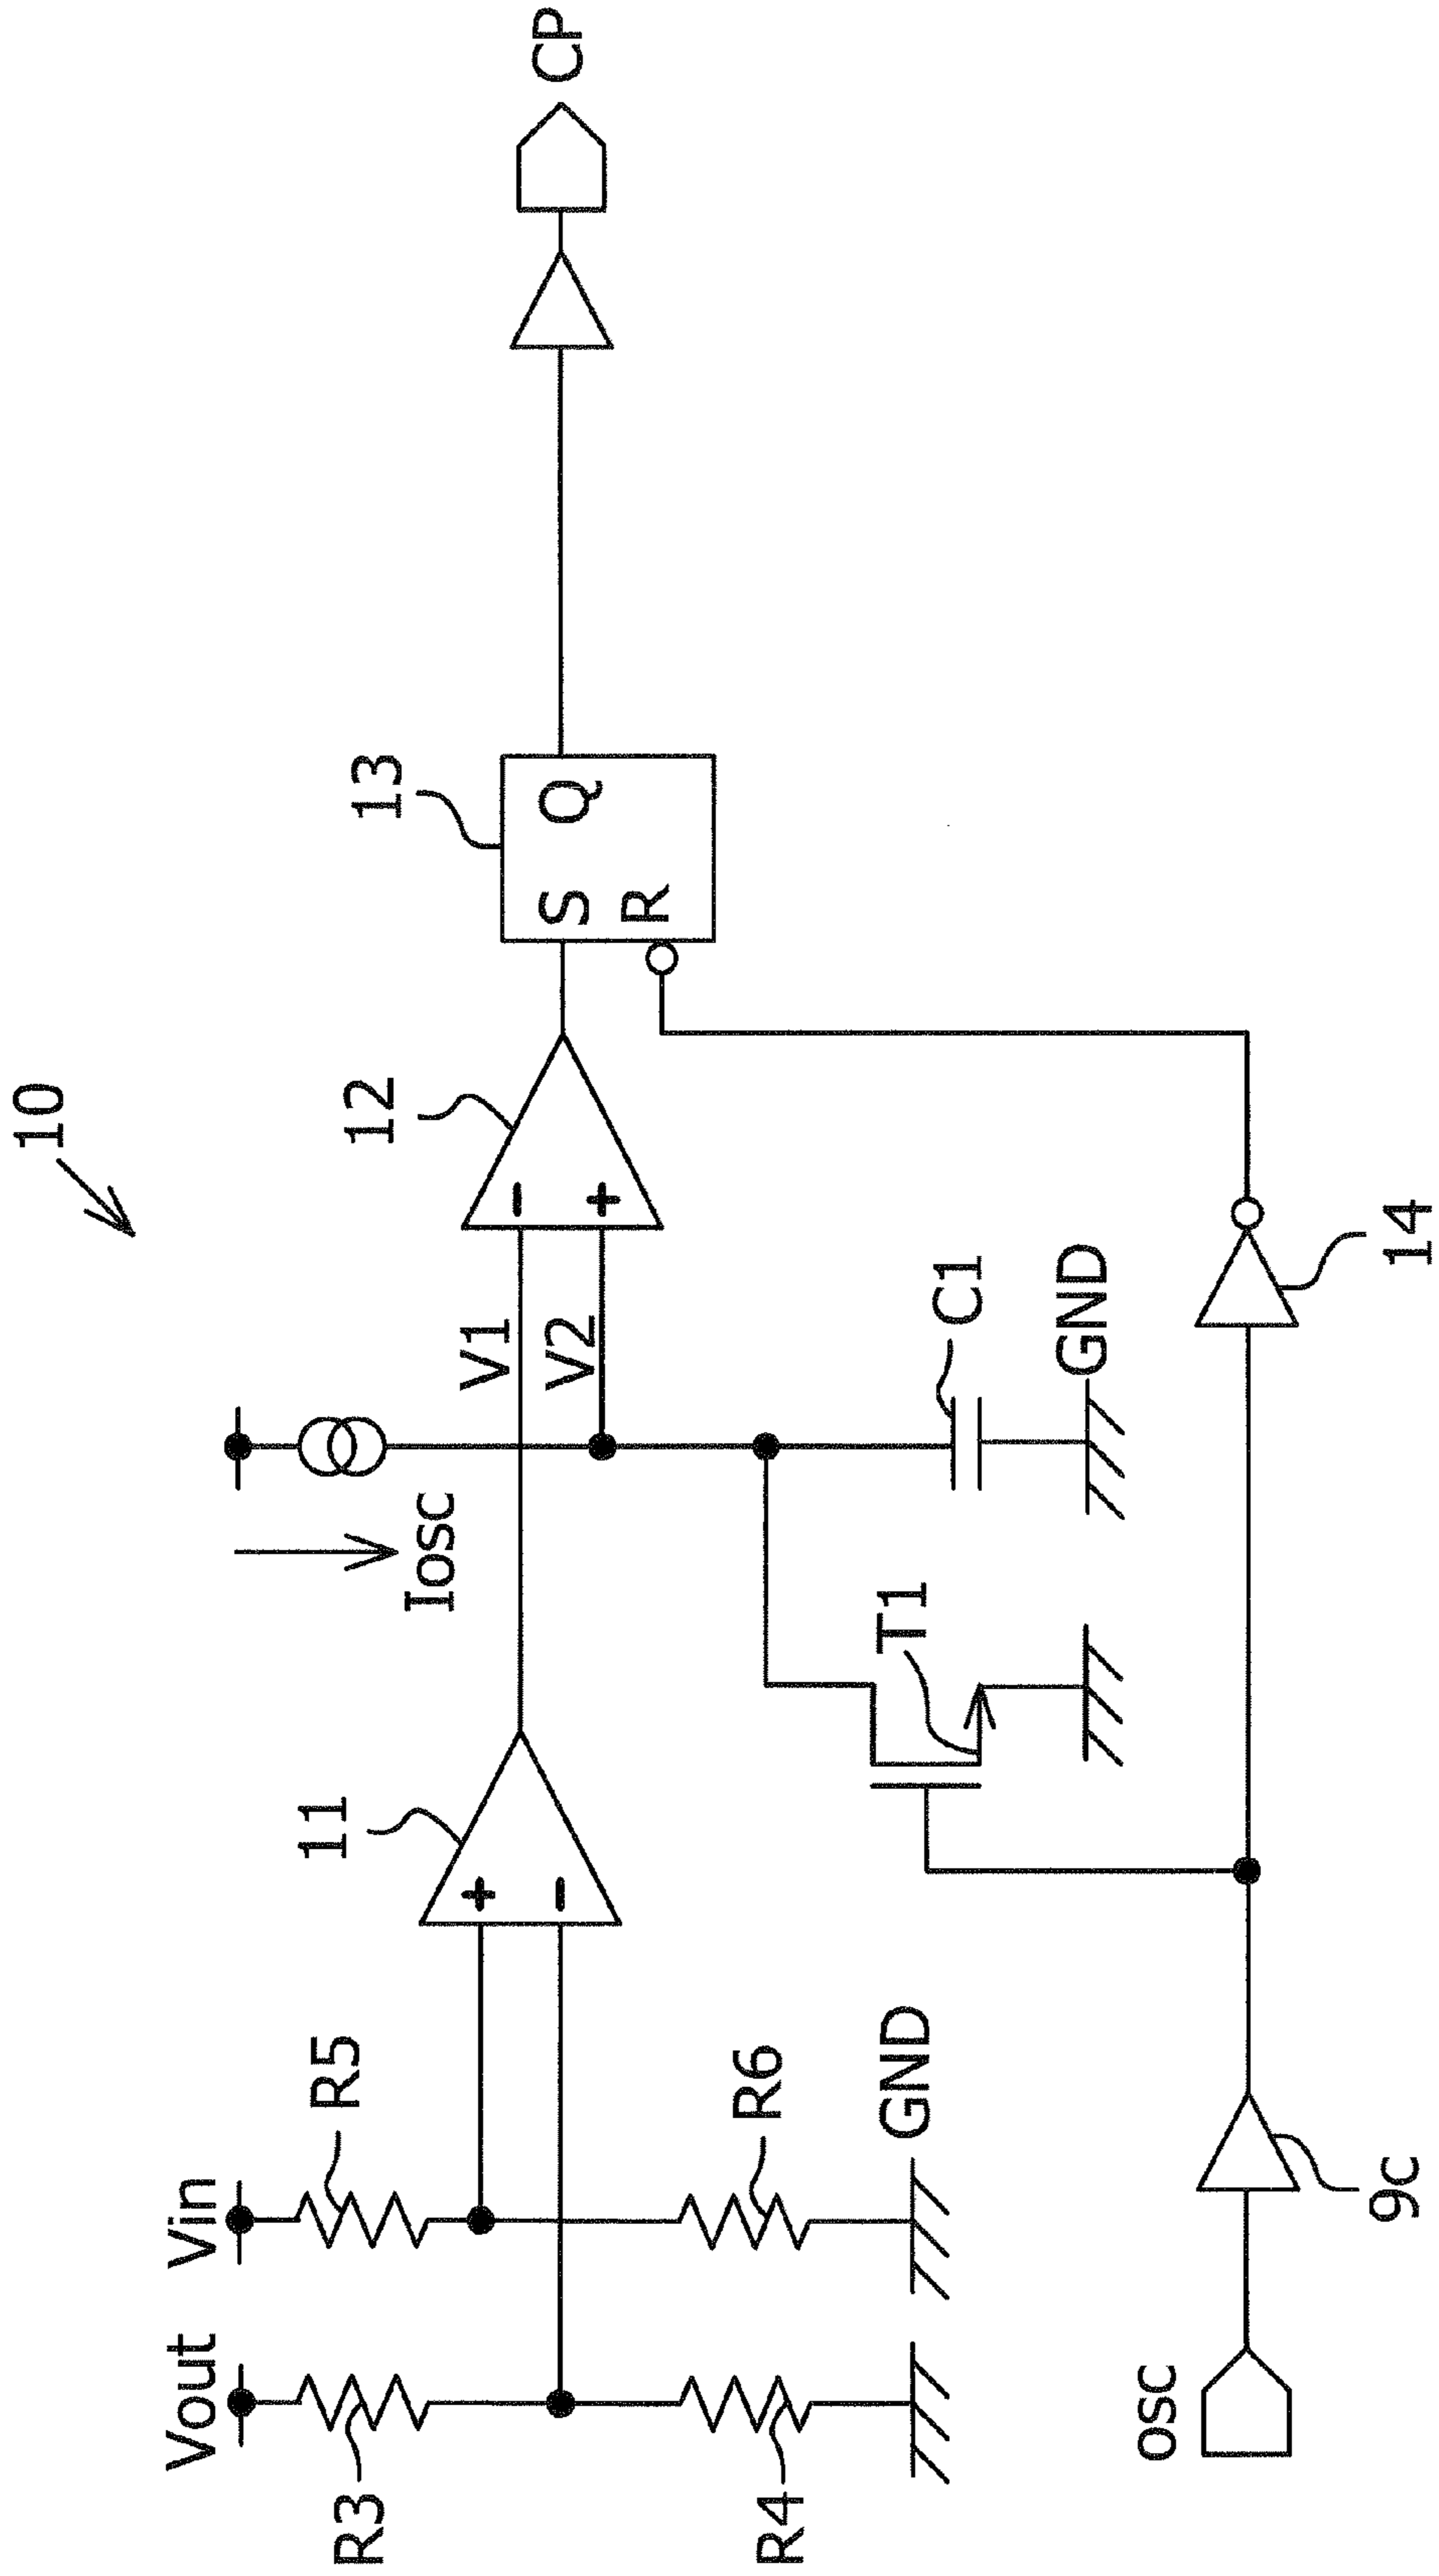 10
Vout
Vin
R3
R5
R4
R6
GND
11
+
−
Iosc
V1
V2
T1
C1
GND
12
−
+
13
S
R
Q
CP
osc
9c
14